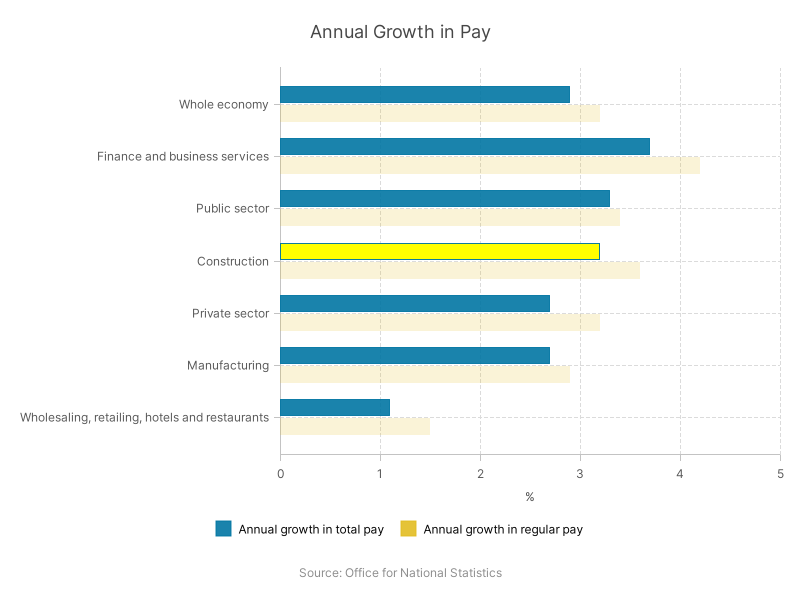 Annual Growth in Pay
Whole economy
Finance and business services
Public sector
Construction
Private sector
Manufacturing
Wholesaling, retailing, hotels and restaurants
0 1 2 3 4 5
%
Annual growth in total pay Annual growth in regular pay
Source: Office for National Statistics